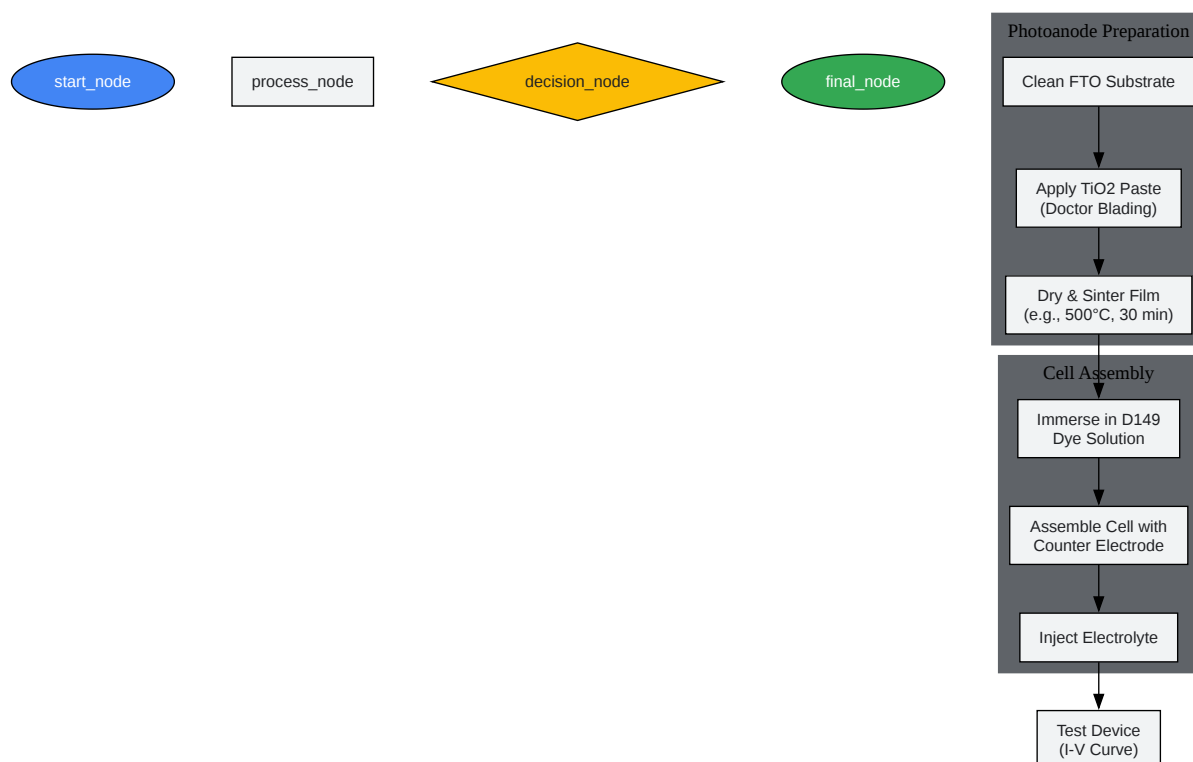 Photoanode Preparation
start_node
process_node
decision_node
final_node
Clean FTO Substrate
Apply TiO2 Paste
(Doctor Blading)
Dry & Sinter Film
(e.g., 500°C, 30 min)
Cell Assembly
Immerse in D149
Dye Solution
Assemble Cell with
Counter Electrode
Inject Electrolyte
Test Device
(I-V Curve)